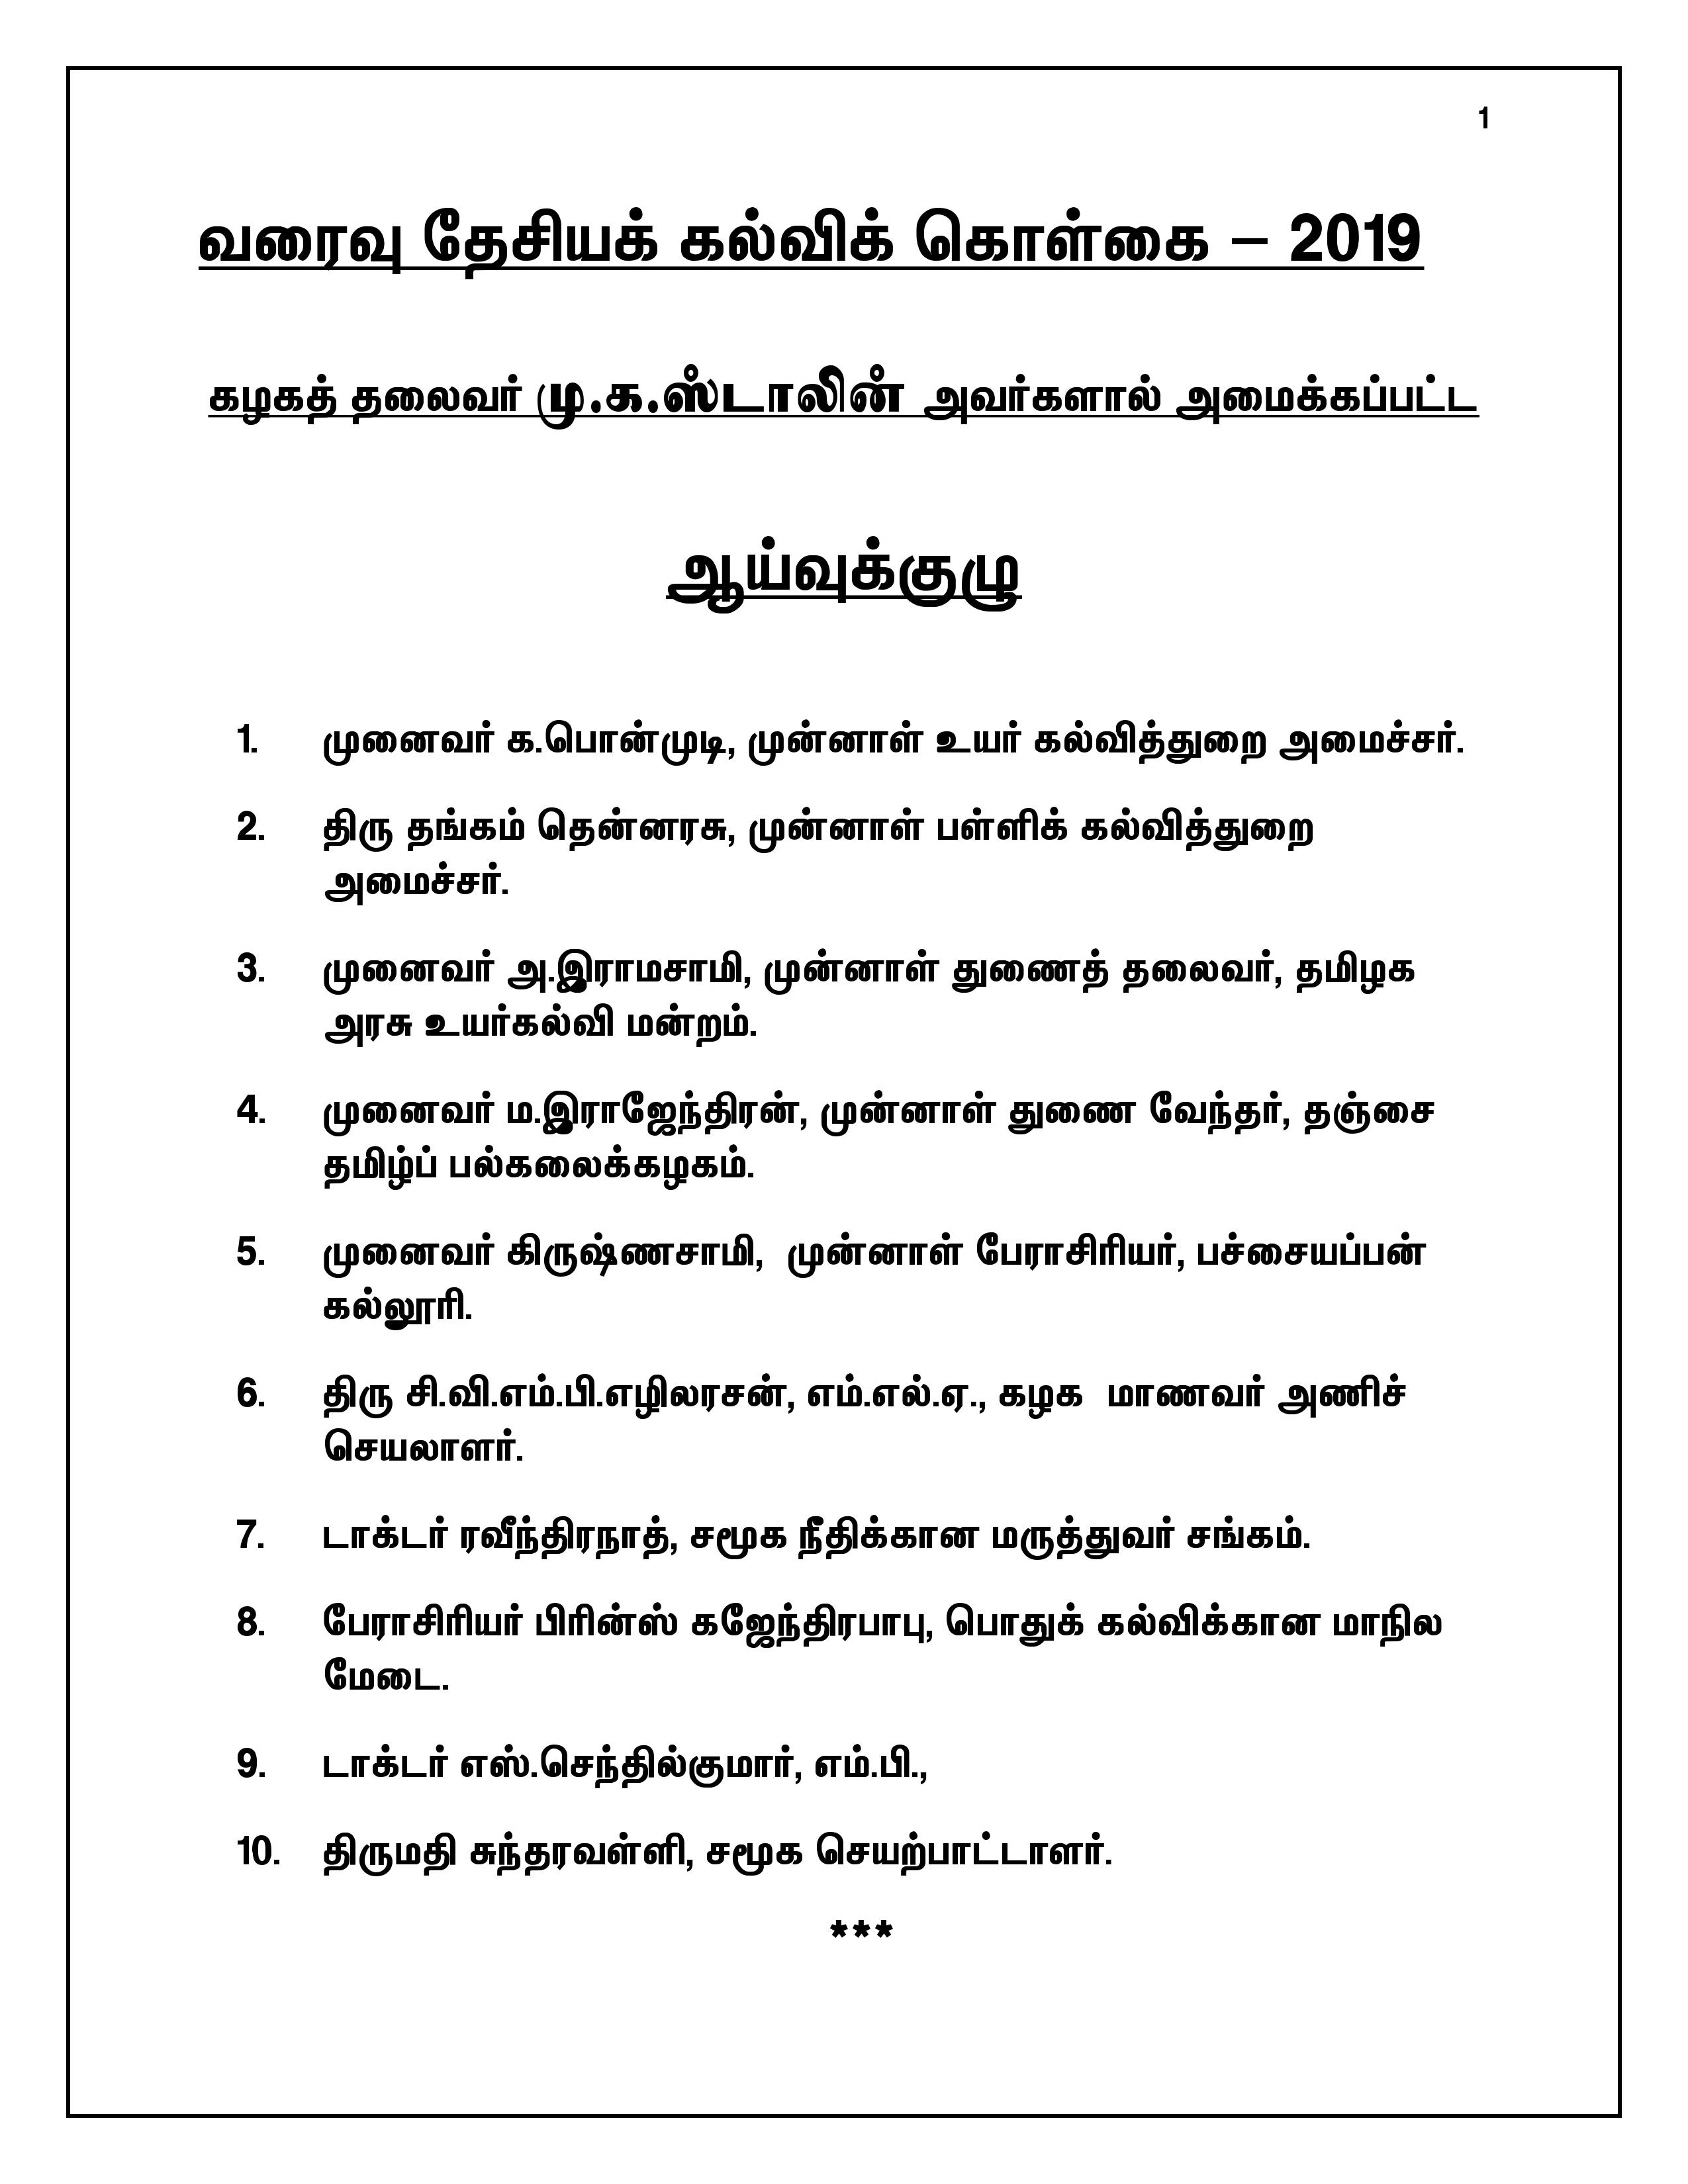 1
வரைவு தேசியக் கல்விக் கொள்கை – 2019
கழகத் தலைவர் மு.க.ஸ்டாலின் அவர்களால் அமைக்கப்பட்ட
ஆய்வுக்குழு
1. முனைவர் க.பொன்முடி, முன்னாள் உயர் கல்வித்துறை அமைச்சர்.
2. திரு தங்கம் தென்னரசு, முன்னாள் பள்ளிக் கல்வித்துறை
அமைச்சர்.
3. முனைவர் அ.இராமசாமி, முன்னாள் துணைத் தலைவர், தமிழக
அரசு உயர்கல்வி மன்றம்.
4. முனைவர் ம.இராஜேந்திரன், முன்னாள் துணை வேந்தர், தஞ்சை
தமிழ்ப் பல்கலைக்கழகம்.
5. முனைவர் கிருஷ்ணசாமி, முன்னாள் பேராசிரியர், பச்சையப்பன்
கல்லூரி.
6. திரு சி.வி.எம்.பி.எழிலரசன், எம்.எல்.ஏ., கழக மாணவர் அணிச்
செயலாளர்.
7. டாக்டர் ரவீந்திரநாத், சமூக நீதிக்கான மருத்துவர் சங்கம்.
8. பேராசிரியர் பிரின்ஸ் கஜேந்திரபாபு, பொதுக் கல்விக்கான மாநில
மேடை.
9. டாக்டர் எஸ்.செந்தில்குமார், எம்.பி.,
10. திருமதி சுந்தரவள்ளி, சமூக செயற்பாட்டாளர்.
***